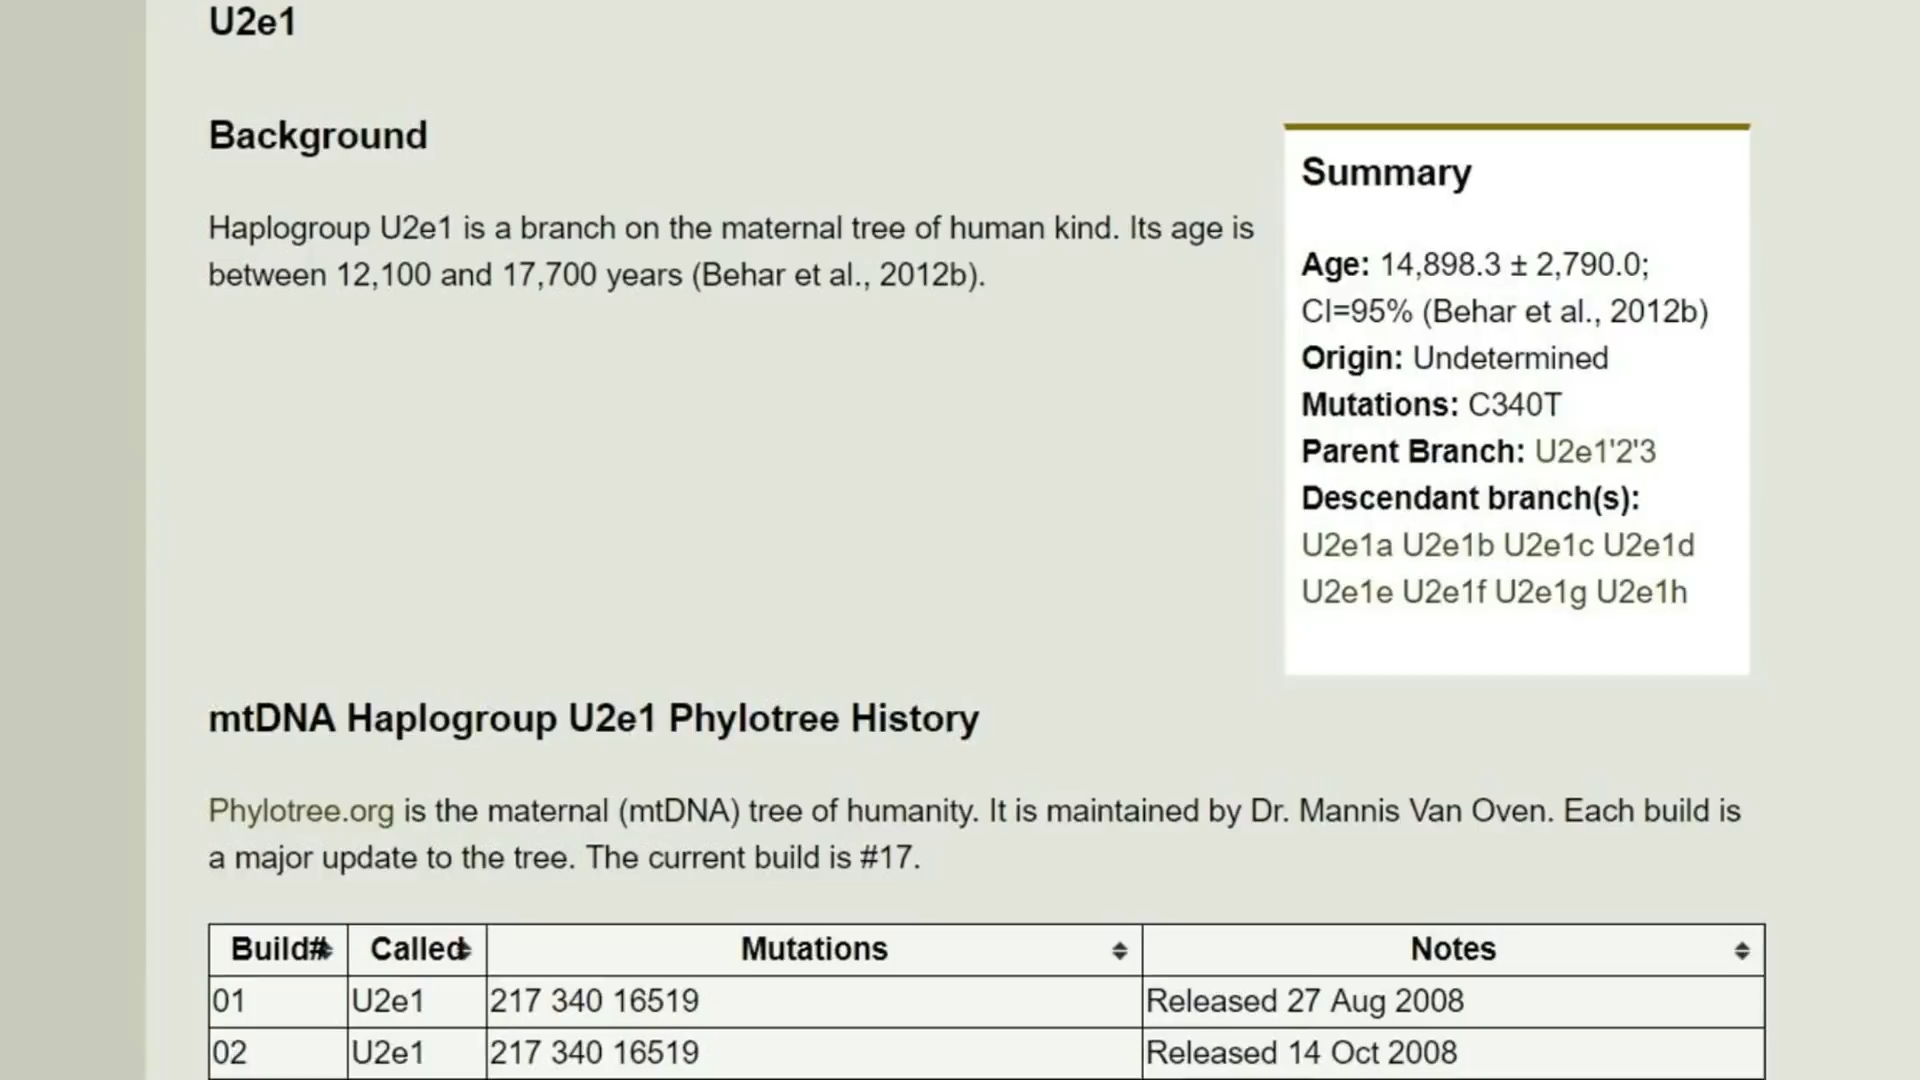 U2e1
Background
Haplogroup U2e1 is a branch on the maternal tree of human kind. Its age is
between 12,100 and 17,700 years (Behar et al., 2012b).
Summary
Age: 14,898.3 ± 2,790.0;
CI=95% (Behar et al., 2012b)
Origin: Undetermined
Mutations: C340T
Parent Branch: U2e1'2'3
Descendant branch(s):
U2e1a U2e1b U2e1c U2e1d
U2e1e U2e1f U2e1g U2e1h
mtDNA Haplogroup U2e1 Phylotree History
Phylotree.org is the maternal (mtDNA) tree of humanity. It is maintained by Dr. Mannis Van Oven. Each build is
a major update to the tree. The current build is #17.
Build# Called Mutations Notes
01 U2e1 217 340 16519 Released 27 Aug 2008
02 U2e1 217 340 16519 Released 14 Oct 2008